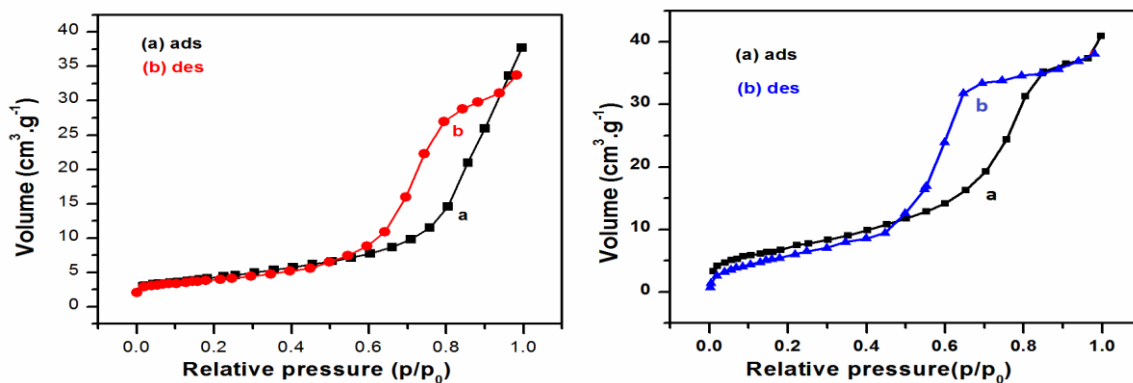 40
35
30
25
20
15
10
5
0
Volume (cm³.g⁻¹)
(a) ads
(b) des
b
a
0.0 0.2 0.4 0.6 0.8 1.0
Relative pressure (p/p₀)
40
30
20
10
0
Volume (cm³.g⁻¹)
(a) ads
(b) des
b
a
0.0 0.2 0.4 0.6 0.8 1.0
Relative pressure(p/p₀)